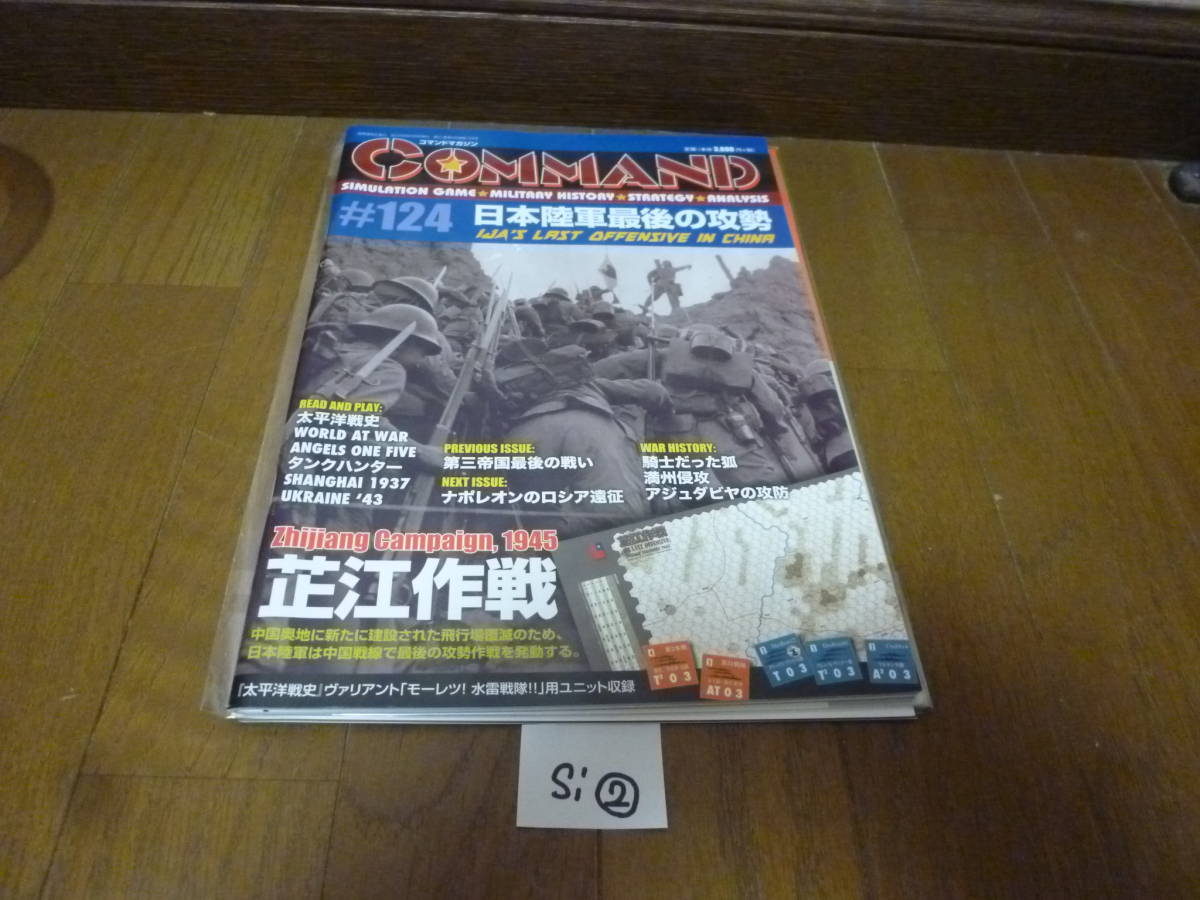 コマンドマガジン
COMMAND
SIMULATION GAME★MILITARY HISTORY★STRATEGY★ANALYSIS
#124
日本陸軍最後の攻勢
IJA'S LAST OFFENSIVE IN CHINA
READ AND PLAY:
太平洋戦史
WORLD AT WAR
ANGELS ONE FIVE
タンクハンター
SHANGHAI 1937
UKRAINE '43
PREVIOUS ISSUE:
第三帝国最後の戦い
NEXT ISSUE:
ナポレオンのロシア遠征
WAR HISTORY:
騎士だった狐
満州侵攻
アジュダビヤの攻防
Zhijiang Campaign, 1945
芷江作戦
中国奥地に新たに建設された飛行場覆滅のため、
日本陸軍は中国戦線で最後の攻勢作戦を発動する。
T¹ 0 3
AT 0 3
T 0 3
T² 0 3
A² 0 3
『太平洋戦史』ヴァリアント「モーレツ! 水雷戦隊!!」用ユニット収録
Si②